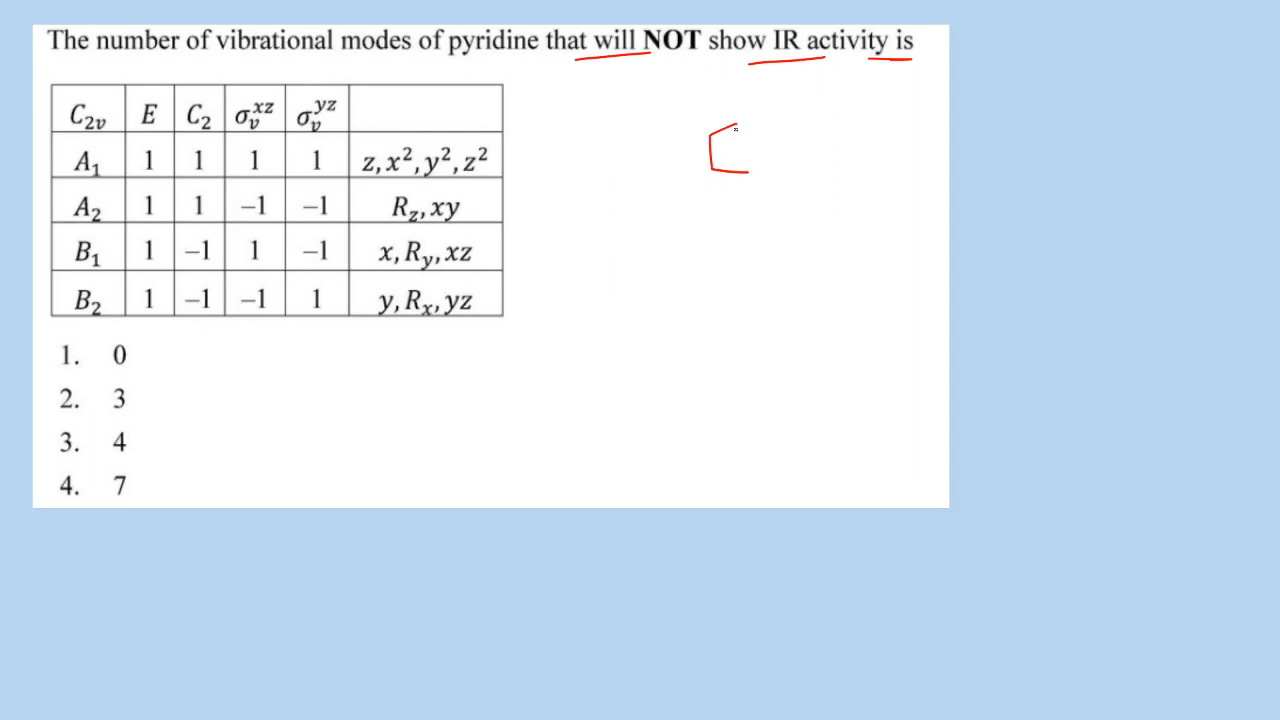 The number of vibrational modes of pyridine that will NOT show IR activity is
C₂ᵥ E C₂ σᵥˣᶻ σᵥʸᶻ
A₁ 1 1 1 1 z, x², y², z²
A₂ 1 1 –1 –1 R_z, xy
B₁ 1 –1 1 –1 x, R_y, xz
B₂ 1 –1 –1 1 y, Rₓ, yz
1. 0
2. 3
3. 4
4. 7